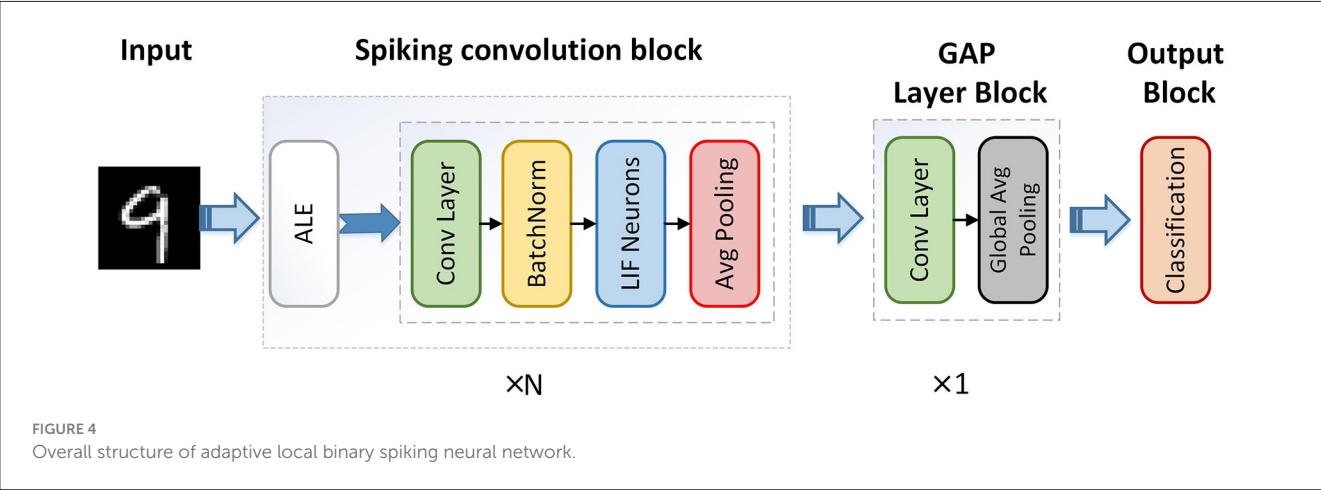 Input
Spiking convolution block
GAP
Layer Block
Output
Block
ALE
Conv Layer
BatchNorm
LIF Neurons
Avg Pooling
Conv Layer
Global Avg
Pooling
Classification
×N
×1
FIGURE 4
Overall structure of adaptive local binary spiking neural network.